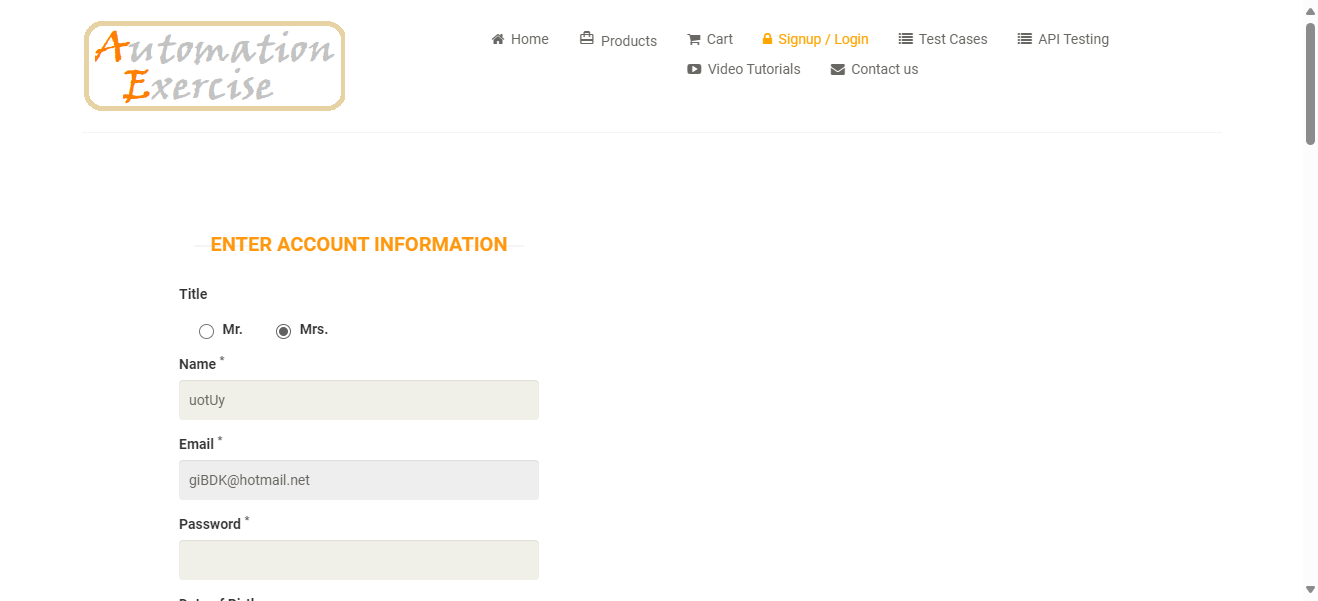 Automation
Exercise
Home Products Cart Signup / Login Test Cases API Testing
Video Tutorials Contact us
ENTER ACCOUNT INFORMATION
Title
Mr. Mrs.
Name *
uotUy
Email *
giBDK@hotmail.net
Password *